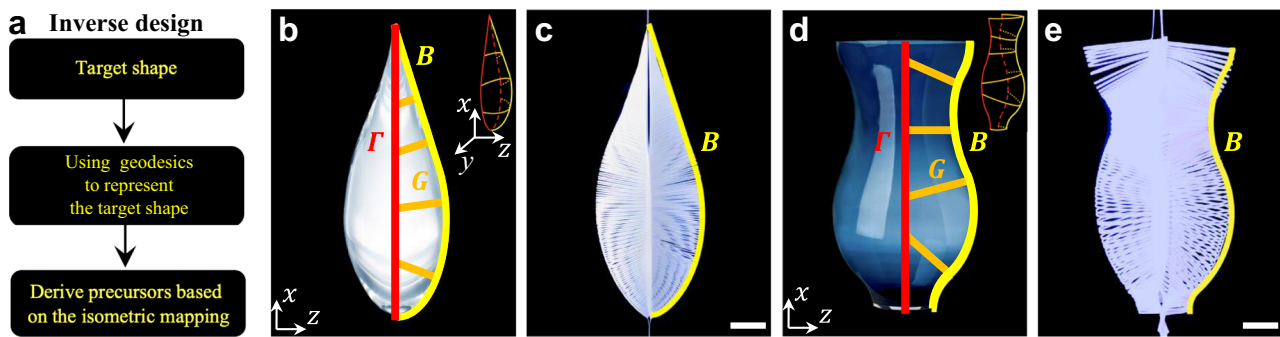 a Inverse design
Target shape
Using geodesics
to represent
the target shape
Derive precursors based
on the isometric mapping
b
B
Γ
G
x
y
z
x
z
c
B
d
Γ
B
G
x
z
e
B